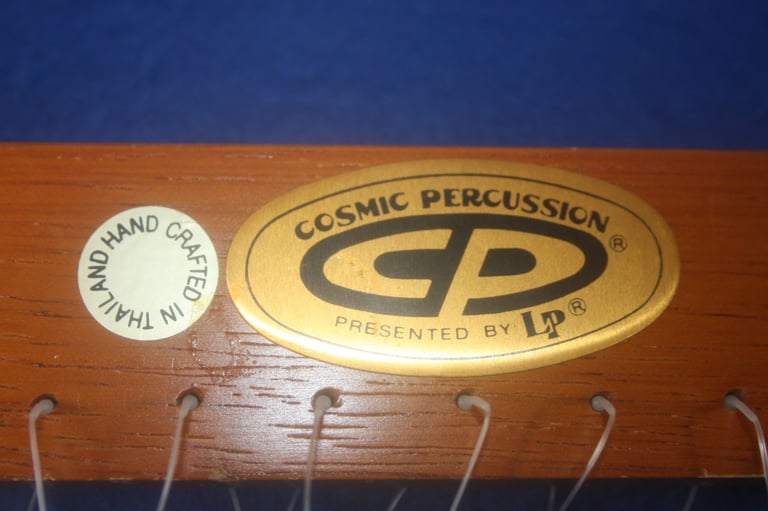 HAND CRAFTED IN THAILAND
COSMIC PERCUSSION
CP ®
PRESENTED BY LP ®